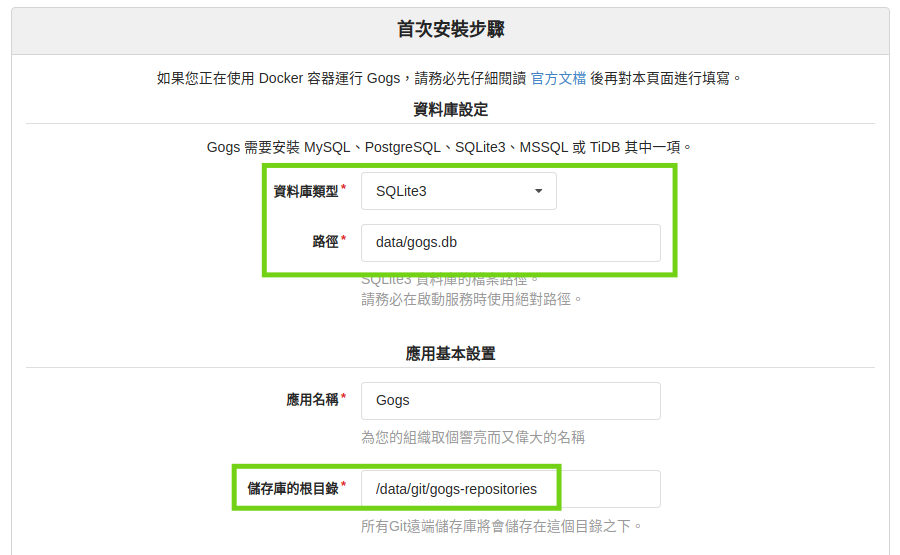 首次安裝步驟
如果您正在使用 Docker 容器運行 Gogs，請務必先仔細閱讀 官方文檔 後再對本頁面進行填寫。
資料庫設定
Gogs 需要安裝 MySQL、PostgreSQL、SQLite3、MSSQL 或 TiDB 其中一項。
資料庫類型* SQLite3
路徑* data/gogs.db
SQLite3 資料庫的檔案路徑。
請務必在啟動服務時使用絕對路徑。
應用基本設置
應用名稱* Gogs
為您的組織取個響亮而又偉大的名稱
儲存庫的根目錄* /data/git/gogs-repositories
所有Git遠端儲存庫將會儲存在這個目錄之下。